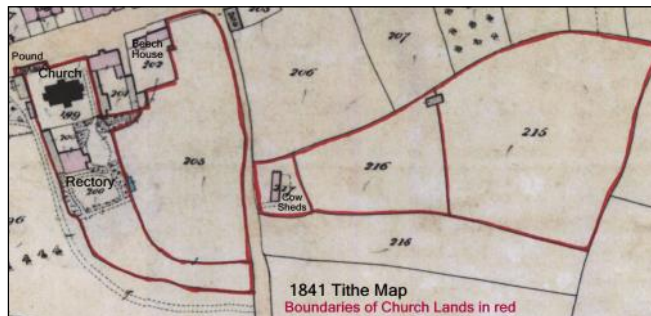 Pound
Church
Beech
House
202
201
199
Rectory
200
205
206
207
215
216
217
Cow
Sheds
218
1841 Tithe Map
Boundaries of Church Lands in red